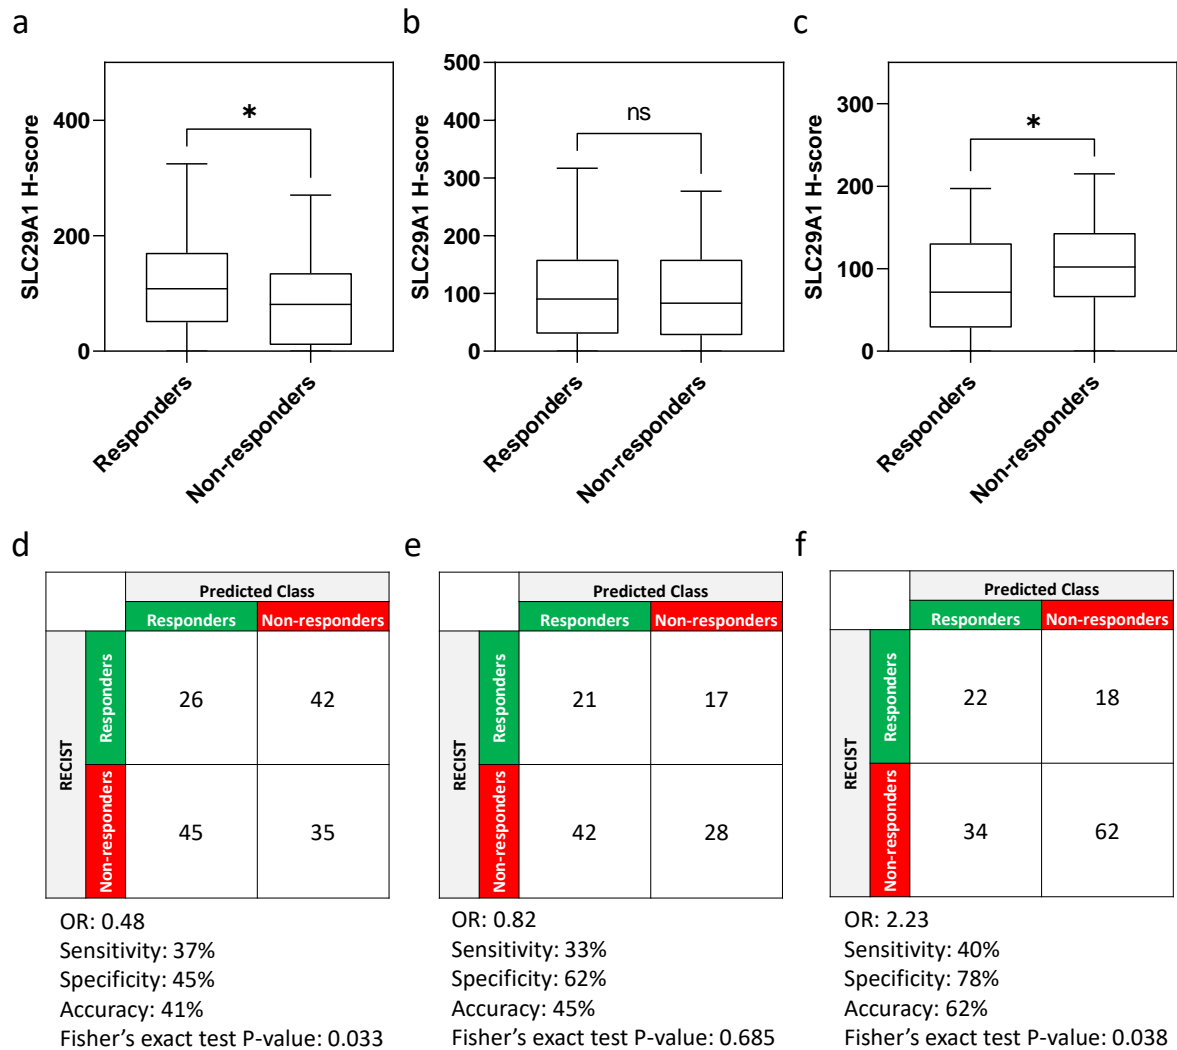 a
SLC29A1 H-score
400
200
0
*
Responders
Non-responders
b
SLC29A1 H-score
500
400
300
200
100
0
ns
Responders
Non-responders
c
SLC29A1 H-score
300
200
100
0
*
Responders
Non-responders
d
Predicted Class
Responders Non-responders
RECIST
Responders
26 42
Non-responders
45 35
OR: 0.48
Sensitivity: 37%
Specificity: 45%
Accuracy: 41%
Fisher’s exact test P-value: 0.033
e
Predicted Class
Responders Non-responders
RECIST
Responders
21 17
Non-responders
42 28
OR: 0.82
Sensitivity: 33%
Specificity: 62%
Accuracy: 45%
Fisher’s exact test P-value: 0.685
f
Predicted Class
Responders Non-responders
RECIST
Responders
22 18
Non-responders
34 62
OR: 2.23
Sensitivity: 40%
Specificity: 78%
Accuracy: 62%
Fisher’s exact test P-value: 0.038